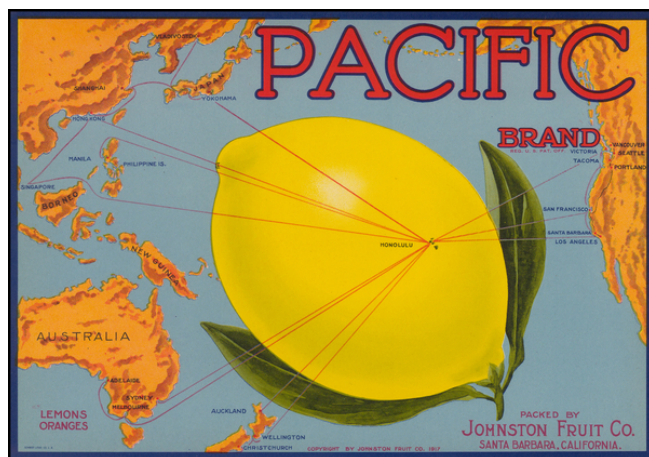 PACIFIC
BRAND
REG. U.S. PAT. OFF.
VLADIVOSTOK
JAPAN
YOKOHAMA
SHANGHAI
HONGKONG
MANILA
PHILIPPINE IS.
SINGAPORE
BORNEO
NEW GUINEA
HONOLULU
VICTORIA
VANCOUVER
SEATTLE
TACOMA
PORTLAND
SAN FRANCISCO
SANTA BARBARA
LOS ANGELES
AUSTRALIA
ADELAIDE
SYDNEY
MELBOURNE
AUCKLAND
WELLINGTON
CHRISTCHURCH
LEMONS
ORANGES
PACKED BY
JOHNSTON FRUIT CO.
SANTA BARBARA, CALIFORNIA.
COPYRIGHT BY JOHNSTON FRUIT CO. 1917